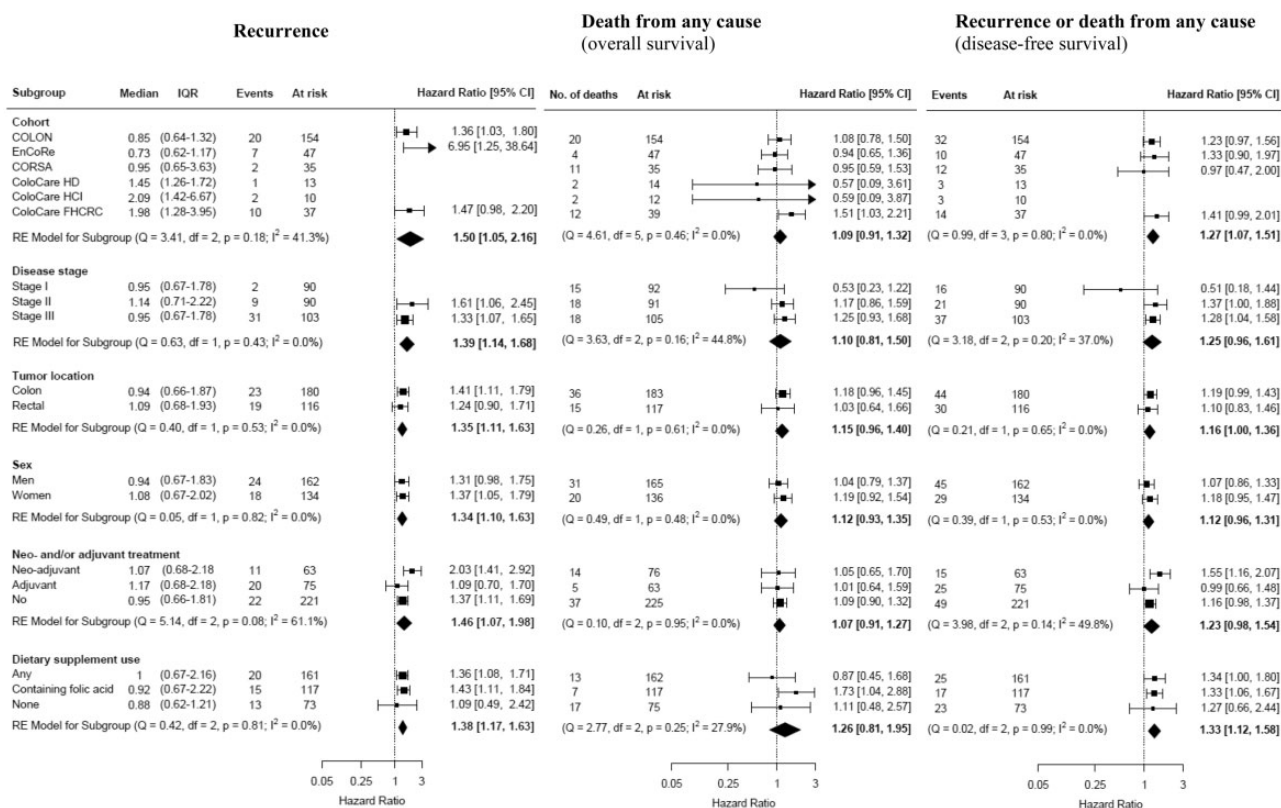 Recurrence
Death from any cause
(overall survival)
Recurrence or death from any cause
(disease-free survival)
Subgroup Median IQR Events At risk Hazard Ratio [95% CI] No. of deaths At risk Hazard Ratio [95% CI] Events At risk Hazard Ratio [95% CI]
Cohort
COLON 0.85 (0.64-1.32) 20 154 1.36 [1.03, 1.80] 20 154 1.08 [0.78, 1.50] 32 154 1.23 [0.97, 1.56]
EnCoRe 0.73 (0.62-1.17) 7 47 6.95 [1.25, 38.64] 4 47 0.94 [0.65, 1.36] 10 47 1.33 [0.90, 1.97]
CORSA 0.95 (0.65-3.63) 2 35 11 35 0.95 [0.59, 1.53] 12 35 0.97 [0.47, 2.00]
ColoCare HD 1.45 (1.26-1.72) 1 13 2 14 0.57 [0.09, 3.61] 3 13
ColoCare HCI 2.09 (1.42-6.67) 2 10 2 12 0.59 [0.09, 3.87] 3 10
ColoCare FHCRC 1.98 (1.28-3.95) 10 37 1.47 [0.98, 2.20] 12 39 1.51 [1.03, 2.21] 14 37 1.41 [0.99, 2.01]
RE Model for Subgroup (Q = 3.41, df = 2, p = 0.18; I² = 41.3%) 1.50 [1.05, 2.16] (Q = 4.61, df = 5, p = 0.46; I² = 0.0%) 1.09 [0.91, 1.32] (Q = 0.99, df = 3, p = 0.80; I² = 0.0%) 1.27 [1.07, 1.51]
Disease stage
Stage I 0.95 (0.67-1.78) 2 90 15 92 0.53 [0.23, 1.22] 16 90 0.51 [0.18, 1.44]
Stage II 1.14 (0.71-2.22) 9 90 1.61 [1.06, 2.45] 18 91 1.17 [0.86, 1.59] 21 90 1.37 [1.00, 1.88]
Stage III 0.95 (0.67-1.78) 31 103 1.33 [1.07, 1.65] 18 105 1.25 [0.93, 1.68] 37 103 1.28 [1.04, 1.58]
RE Model for Subgroup (Q = 0.63, df = 1, p = 0.43; I² = 0.0%) 1.39 [1.14, 1.68] (Q = 3.63, df = 2, p = 0.16; I² = 44.8%) 1.10 [0.81, 1.50] (Q = 3.18, df = 2, p = 0.20; I² = 37.0%) 1.25 [0.96, 1.61]
Tumor location
Colon 0.94 (0.66-1.87) 23 180 1.41 [1.11, 1.79] 36 183 1.18 [0.96, 1.45] 44 180 1.19 [0.99, 1.43]
Rectal 1.09 (0.68-1.93) 19 116 1.24 [0.90, 1.71] 15 117 1.03 [0.64, 1.66] 30 116 1.10 [0.83, 1.46]
RE Model for Subgroup (Q = 0.40, df = 1, p = 0.53; I² = 0.0%) 1.35 [1.11, 1.63] (Q = 0.26, df = 1, p = 0.61; I² = 0.0%) 1.15 [0.96, 1.40] (Q = 0.21, df = 1, p = 0.65; I² = 0.0%) 1.16 [1.00, 1.36]
Sex
Men 0.94 (0.67-1.83) 24 162 1.31 [0.98, 1.75] 31 165 1.04 [0.79, 1.37] 45 162 1.07 [0.86, 1.33]
Women 1.08 (0.67-2.02) 18 134 1.37 [1.05, 1.79] 20 136 1.19 [0.92, 1.54] 29 134 1.18 [0.95, 1.47]
RE Model for Subgroup (Q = 0.05, df = 1, p = 0.82; I² = 0.0%) 1.34 [1.10, 1.63] (Q = 0.49, df = 1, p = 0.48; I² = 0.0%) 1.12 [0.93, 1.35] (Q = 0.39, df = 1, p = 0.53; I² = 0.0%) 1.12 [0.96, 1.31]
Neo- and/or adjuvant treatment
Neo-adjuvant 1.07 (0.68-2.18 11 63 2.03 [1.41, 2.92] 14 76 1.05 [0.65, 1.70] 15 63 1.55 [1.16, 2.07]
Adjuvant 1.17 (0.68-2.18) 20 75 1.09 [0.70, 1.70] 5 63 1.01 [0.64, 1.59] 25 75 0.99 [0.66, 1.48]
No 0.95 (0.66-1.81) 22 221 1.37 [1.11, 1.69] 37 225 1.09 [0.90, 1.32] 49 221 1.16 [0.98, 1.37]
RE Model for Subgroup (Q = 5.14, df = 2, p = 0.08; I² = 61.1%) 1.46 [1.07, 1.98] (Q = 0.10, df = 2, p = 0.95; I² = 0.0%) 1.07 [0.91, 1.27] (Q = 3.98, df = 2, p = 0.14; I² = 49.8%) 1.23 [0.98, 1.54]
Dietary supplement use
Any 1 (0.67-2.16) 20 161 1.36 [1.08, 1.71] 13 162 0.87 [0.45, 1.68] 25 161 1.34 [1.00, 1.80]
Containing folic acid 0.92 (0.67-2.22) 15 117 1.43 [1.11, 1.84] 7 117 1.73 [1.04, 2.88] 17 117 1.33 [1.06, 1.67]
None 0.88 (0.62-1.21) 13 73 1.09 [0.49, 2.42] 17 75 1.11 [0.48, 2.57] 23 73 1.27 [0.66, 2.44]
RE Model for Subgroup (Q = 0.42, df = 2, p = 0.81; I² = 0.0%) 1.38 [1.17, 1.63] (Q = 2.77, df = 2, p = 0.25; I² = 27.9%) 1.26 [0.81, 1.95] (Q = 0.02, df = 2, p = 0.99; I² = 0.0%) 1.33 [1.12, 1.58]
0.05 0.25 1 3 0.05 0.25 1 3 0.05 0.25 1 3
Hazard Ratio Hazard Ratio Hazard Ratio